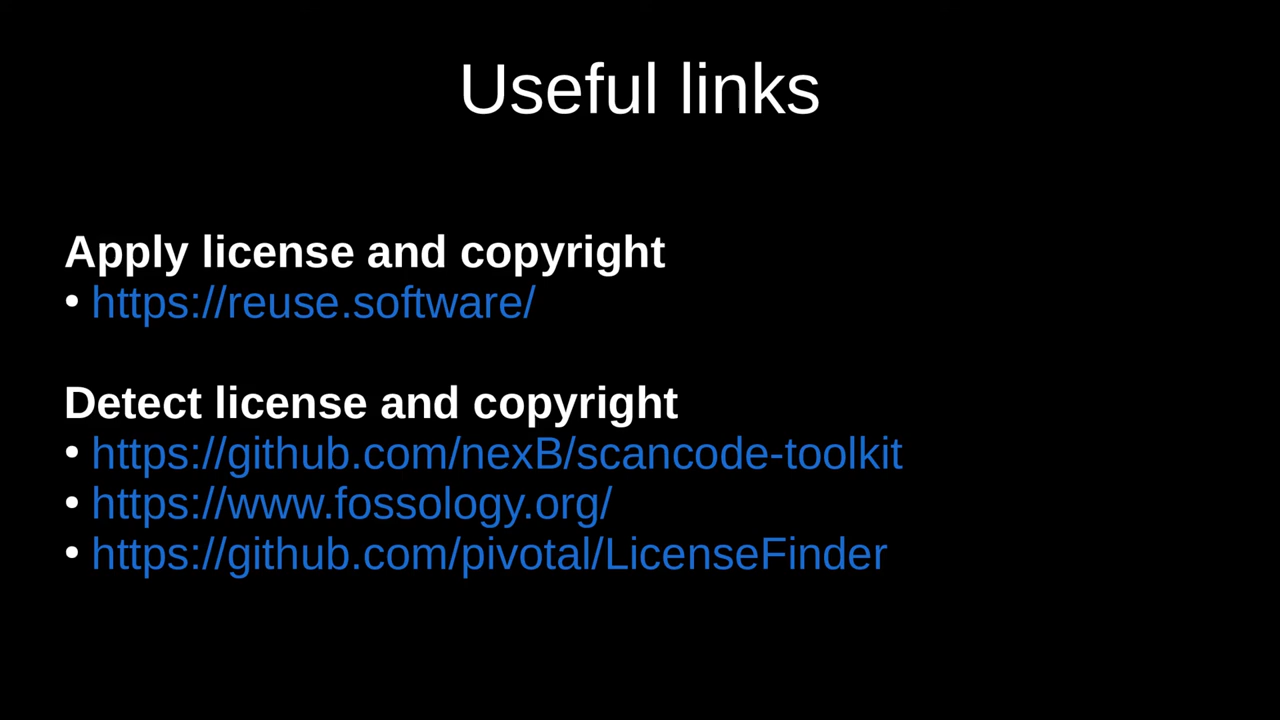 Useful links
Apply license and copyright
• https://reuse.software/
Detect license and copyright
• https://github.com/nexB/scancode-toolkit
• https://www.fossology.org/
• https://github.com/pivotal/LicenseFinder